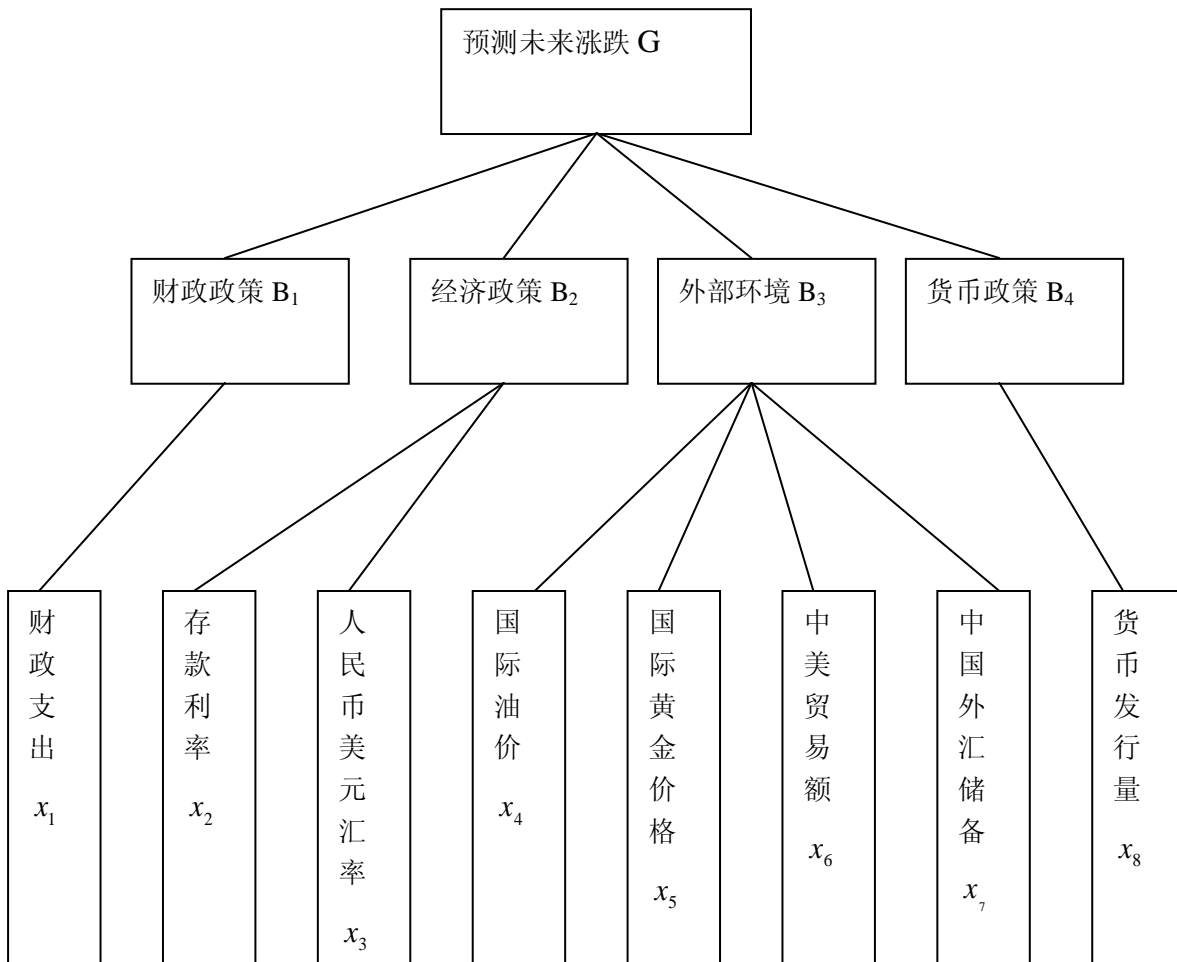 预测未来涨跌 G
财政政策 B₁
经济政策 B₂
外部环境 B₃
货币政策 B₄
财政支出 x₁
存款利率 x₂
人民币美元汇率 x₃
国际油价 x₄
国际黄金价格 x₅
中美贸易额 x₆
中国外汇储备 x₇
货币发行量 x₈